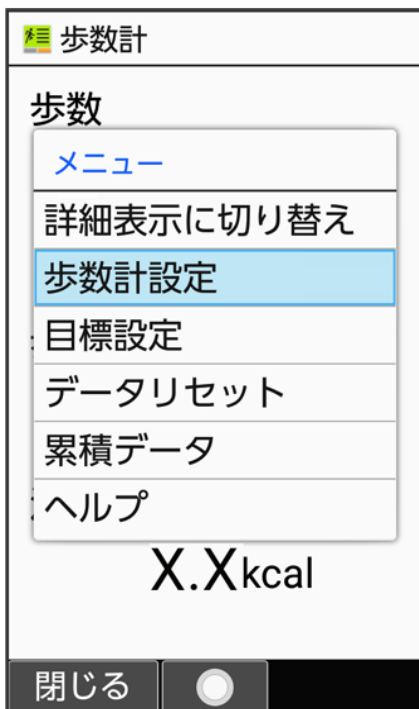 歩数計
歩数
メニュー
詳細表示に切り替え
歩数計設定
目標設定
データリセット
累積データ
ヘルプ
X.Xkcal
閉じる